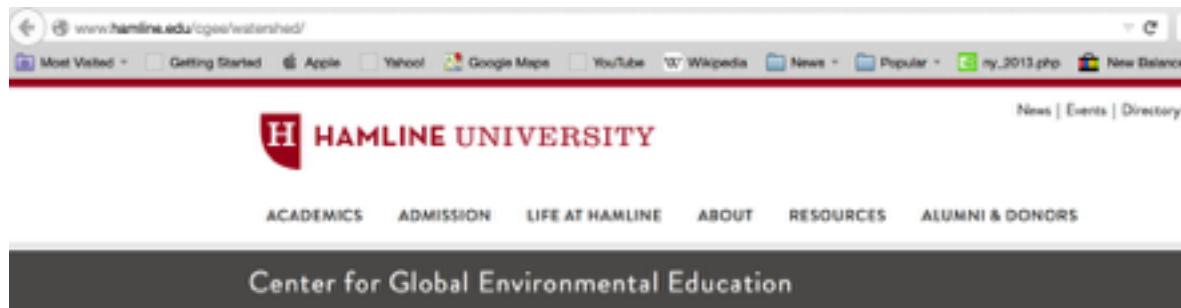 www.hamline.edu/cgee/watershed/
Most Visited Getting Started Apple Yahoo! Google Maps YouTube W Wikipedia News Popular ny_2013.php New Balance
News | Events | Directory
H HAMLINE UNIVERSITY
ACADEMICS ADMISSION LIFE AT HAMLINE ABOUT RESOURCES ALUMNI & DONORS
Center for Global Environmental Education